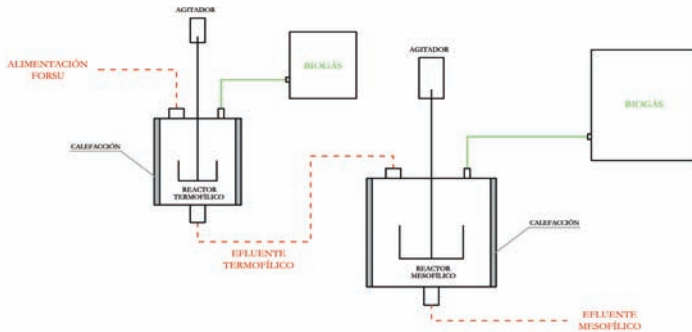 AGITADOR
ALIMENTACIÓN
FORSU
BIOGÁS
CALEFACCIÓN
REACTOR
TERMOFÍLICO
EFLUENTE
TERMOFÍLICO
AGITADOR
BIOGÁS
CALEFACCIÓN
REACTOR
MESOFÍLICO
EFLUENTE
MESOFÍLICO